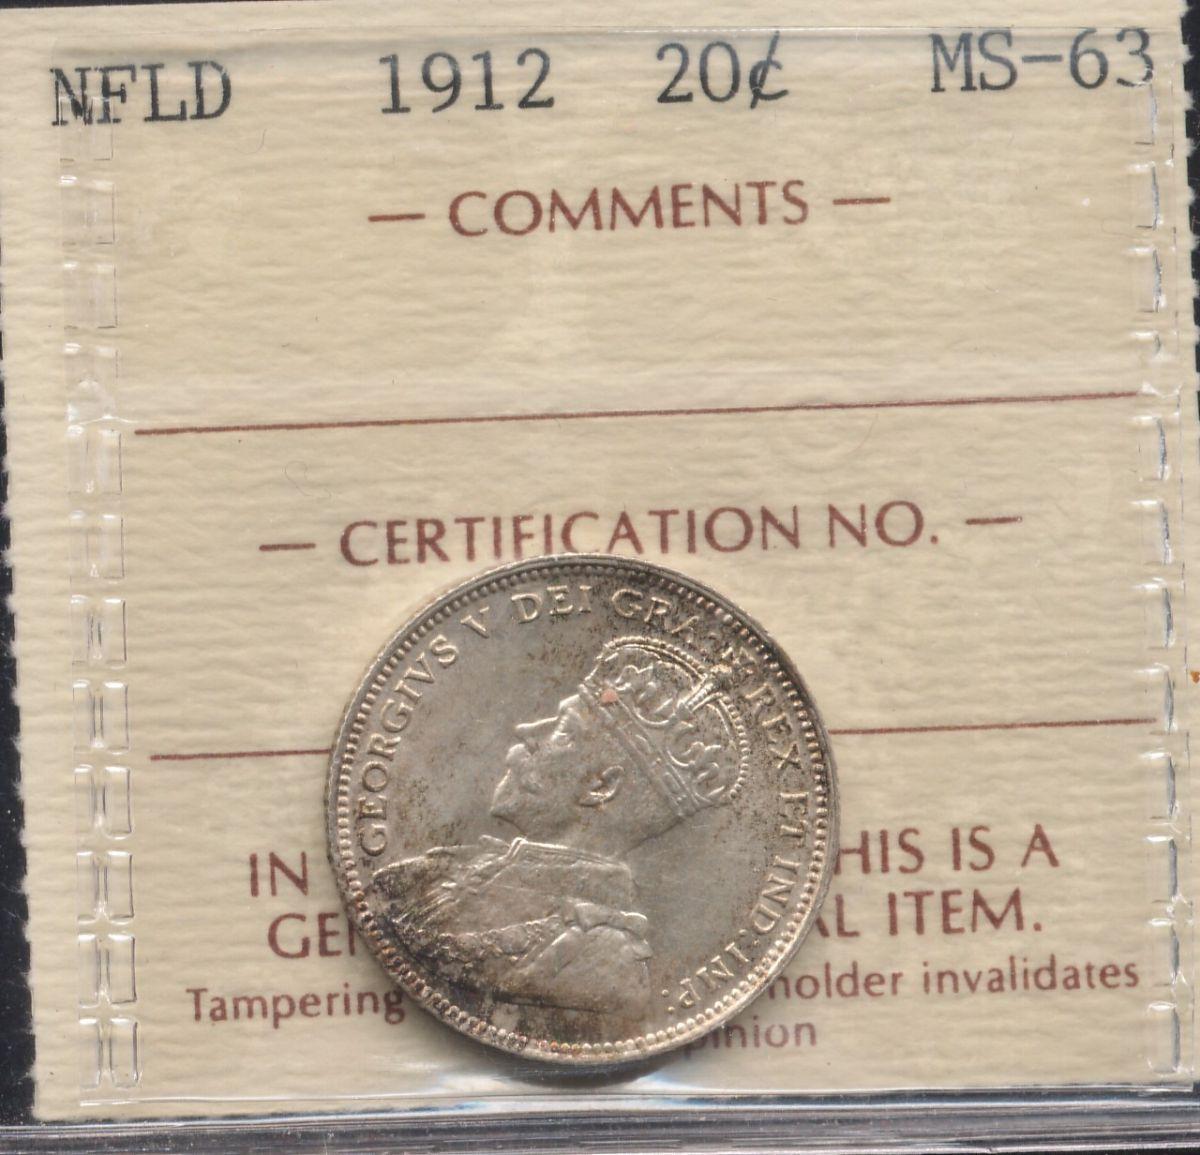 NFLD 1912 20¢ MS-63
— COMMENTS —
— CERTIFICATION NO. —
GEORGIVS V DEI GRA: REX ET IND: IMP:
IN HIS IS A
GEN AL ITEM.
Tampering holder invalidates
pinion